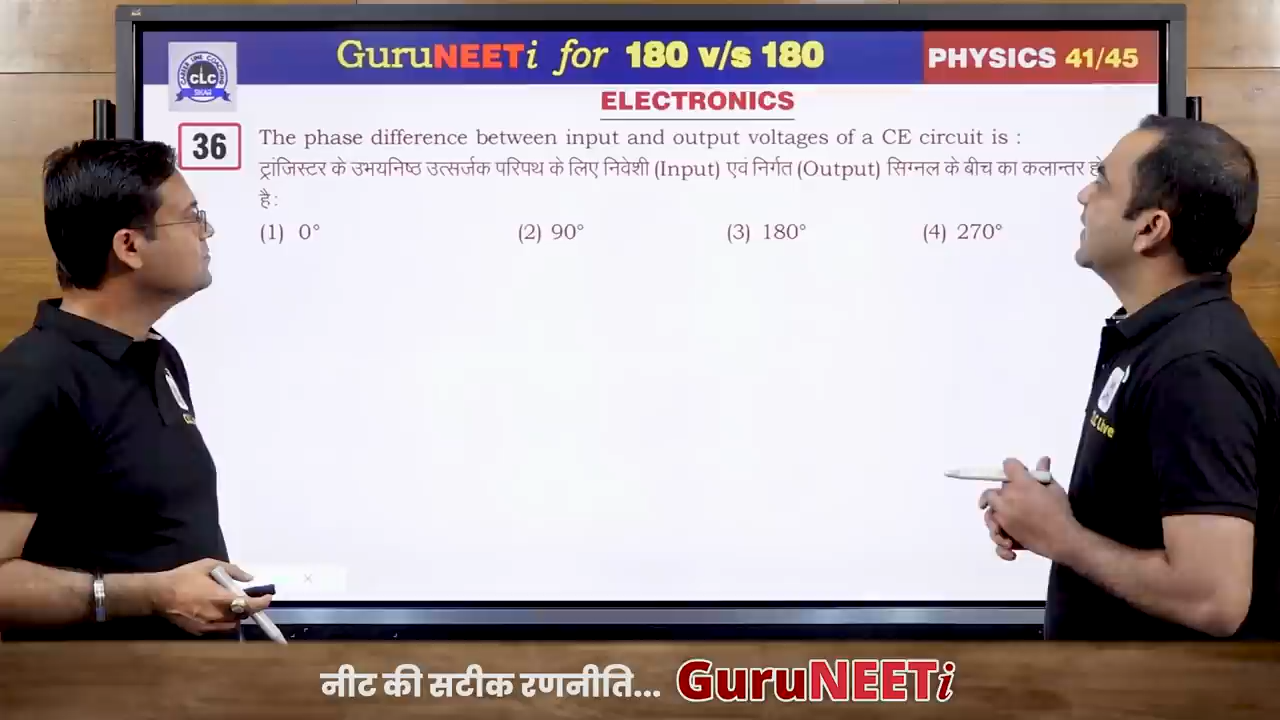 GuruNEETi for 180 v/s 180
PHYSICS 41/45
CLC
SIKAR
ELECTRONICS
36
The phase difference between input and output voltages of a CE circuit is :
ट्रांजिस्टर के उभयनिष्ठ उत्सर्जक परिपथ के लिए निवेशी (Input) एवं निर्गत (Output) सिग्नल के बीच का कलान्तर
है :
(1) 0° (2) 90° (3) 180° (4) 270°
नीट की सटीक रणनीति... GuruNEETi